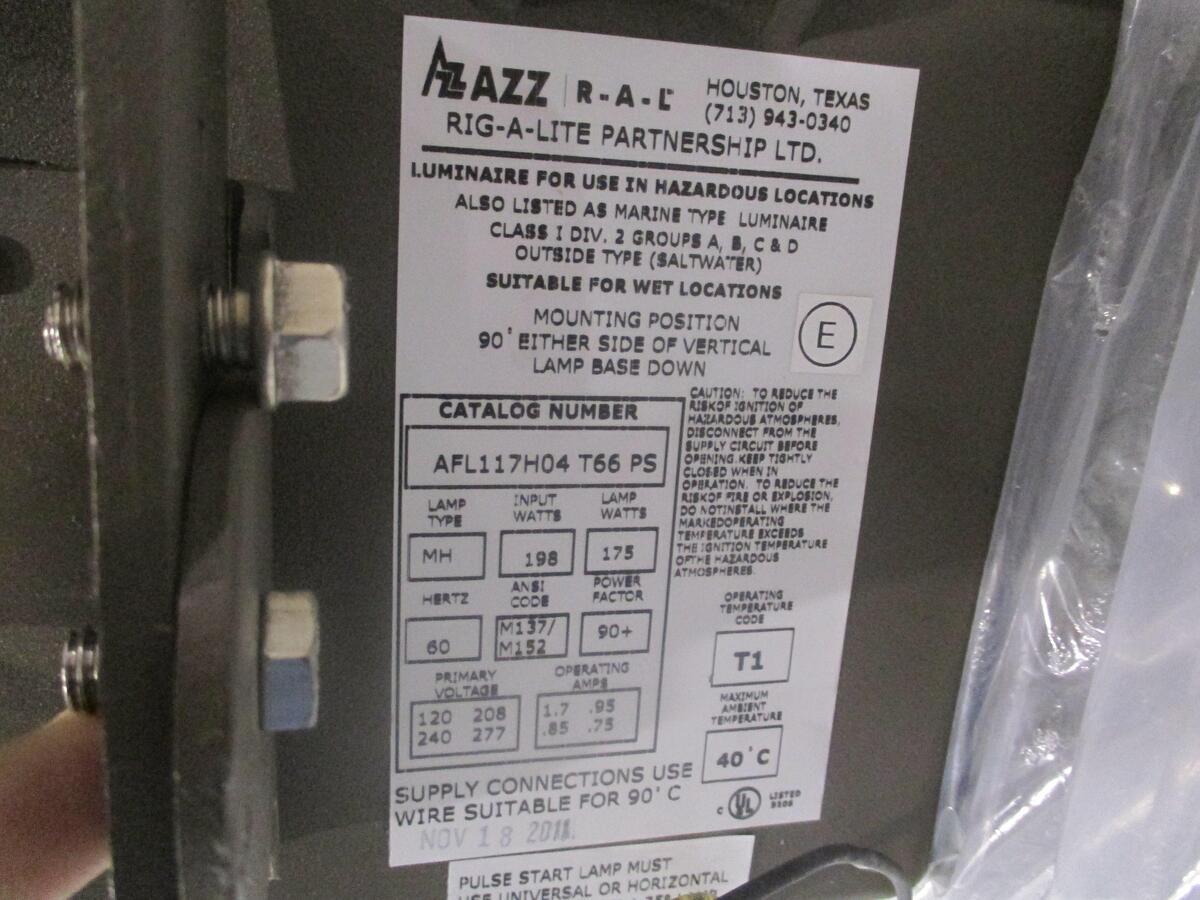 AZZ | R-A-L HOUSTON, TEXAS
(713) 943-0340
RIG-A-LITE PARTNERSHIP LTD.
LUMINAIRE FOR USE IN HAZARDOUS LOCATIONS
ALSO LISTED AS MARINE TYPE LUMINAIRE
CLASS I DIV. 2 GROUPS A, B, C & D
OUTSIDE TYPE (SALTWATER)
SUITABLE FOR WET LOCATIONS
MOUNTING POSITION
90° EITHER SIDE OF VERTICAL
LAMP BASE DOWN
E
CATALOG NUMBER
AFL117H04 T66 PS
LAMP TYPE
INPUT WATTS
LAMP WATTS
MH
198
175
HERTZ
ANSI CODE
POWER FACTOR
60
M137/
M152
90+
PRIMARY VOLTAGE
OPERATING AMPS
120 208
240 277
1.7 .95
.85 .75
CAUTION: TO REDUCE THE
RISKOF IGNITION OF
HAZARDOUS ATMOSPHERES,
DISCONNECT FROM THE
SUPPLY CIRCUIT BEFORE
OPENING.KEEP TIGHTLY
CLOSED WHEN IN
OPERATION. TO REDUCE THE
RISKOF FIRE OR EXPLOSION,
DO NOTINSTALL WHERE THE
MARKEDOPERATING
TEMPERATURE EXCEEDS
THE IGNITION TEMPERATURE
OFTHE HAZARDOUS
ATMOSPHERES.
OPERATING
TEMPERATURE
CODE
T1
MAXIMUM
AMBIENT
TEMPERATURE
40°C
SUPPLY CONNECTIONS USE
WIRE SUITABLE FOR 90°C
NOV 18 2011
C UL LISTED
PULSE START LAMP MUST
USE UNIVERSAL OR HORIZONTAL